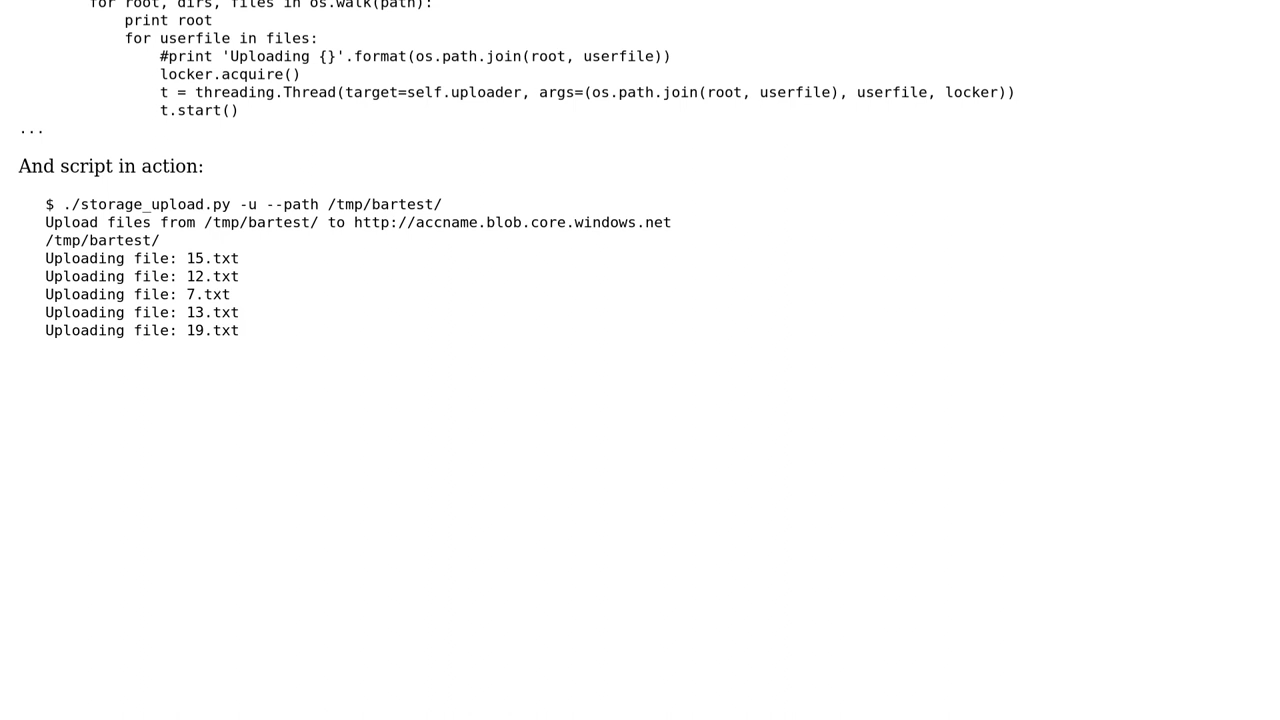 for root, dirs, files in os.walk(path):
print root
for userfile in files:
#print 'Uploading {}'.format(os.path.join(root, userfile))
locker.acquire()
t = threading.Thread(target=self.uploader, args=(os.path.join(root, userfile), userfile, locker))
t.start()
...
And script in action:
$ ./storage_upload.py -u --path /tmp/bartest/
Upload files from /tmp/bartest/ to http://accname.blob.core.windows.net
/tmp/bartest/
Uploading file: 15.txt
Uploading file: 12.txt
Uploading file: 7.txt
Uploading file: 13.txt
Uploading file: 19.txt